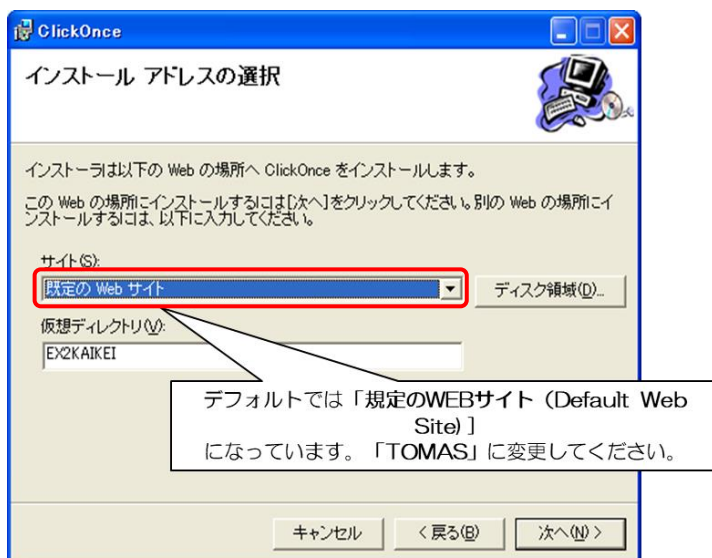 ClickOnce
インストール アドレスの選択
インストーラは以下の Web の場所へ ClickOnce をインストールします。
この Web の場所にインストールするには[次へ]をクリックしてください。別の Web の場所にイ
ンストールするには、以下に入力してください。
サイト(S):
既定の Web サイト
ディスク領域(D)...
仮想ディレクトリ(V):
EX2KAIKEI
デフォルトでは「規定のWEBサイト（Default Web
Site)］
になっています。「TOMAS」に変更してください。
キャンセル
< 戻る(B)
次へ(N) >